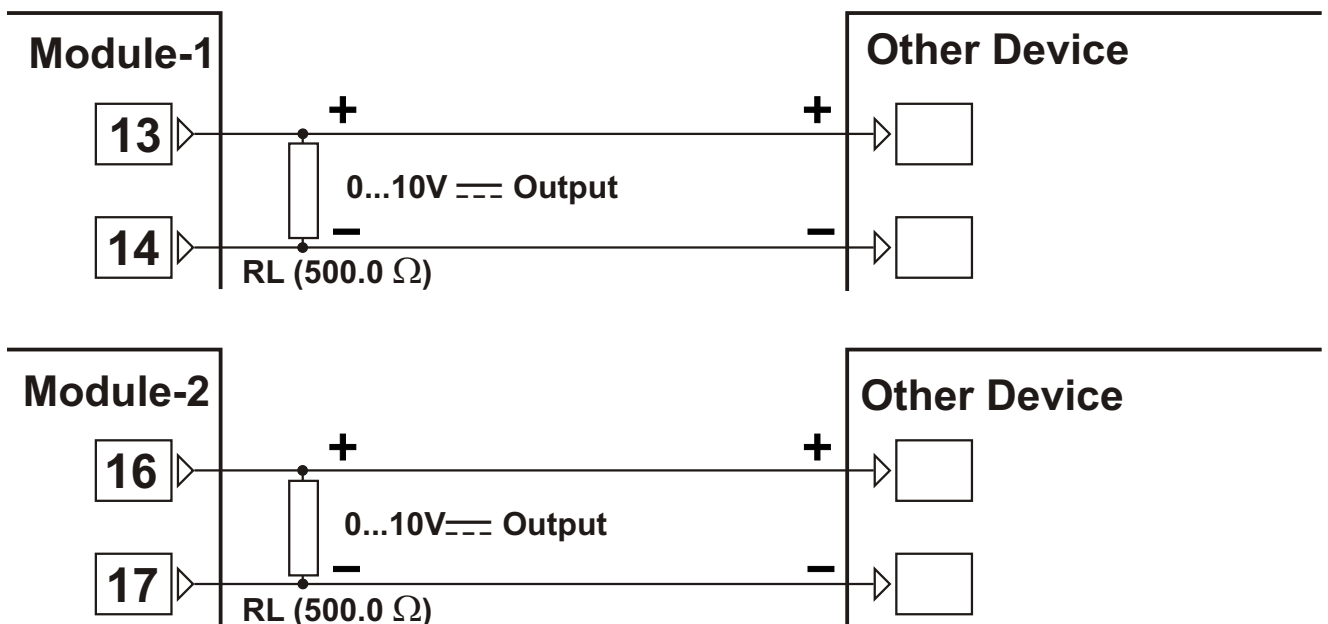 Module-1
Other Device
13
+
+
0...10V ⎓ Output
14
−
−
RL (500.0 Ω)
Module-2
Other Device
16
+
+
0...10V⎓ Output
17
−
−
RL (500.0 Ω)